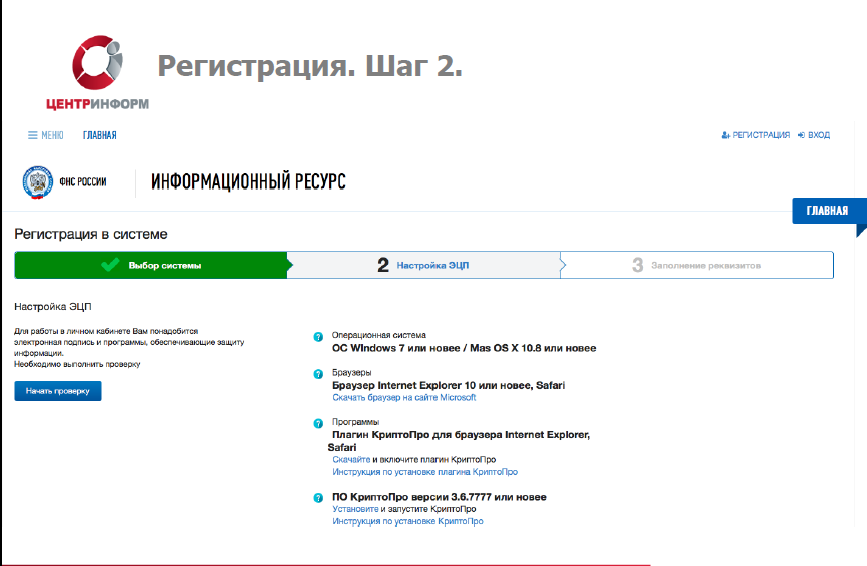 Регистрация. Шаг 2.
ЦЕНТРИНФОРМ
МЕНЮ ГЛАВНАЯ РЕГИСТРАЦИЯ ВХОД
ФНС РОССИИ ИНФОРМАЦИОННЫЙ РЕСУРС
ГЛАВНАЯ
Регистрация в системе
Выбор системы 2 Настройка ЭЦП 3 Заполнение реквизитов
Настройка ЭЦП
Для работы в личном кабинете Вам понадобится
электронная подпись и программы, обеспечивающие защиту
информации.
Необходимо выполнить проверку
Начать проверку
? Операционная система
ОС Windows 7 или новее / Mas OS X 10.8 или новее
? Браузеры
Браузер Internet Explorer 10 или новее, Safari
Скачать браузер на сайте Microsoft
? Программы
Плагин КриптоПро для браузера Internet Explorer,
Safari
Скачайте и включите плагин КриптоПро
Инструкция по установке плагина КриптоПро
? ПО КриптоПро версии 3.6.7777 или новее
Установите и запустите КриптоПро
Инструкция по установке КриптоПро